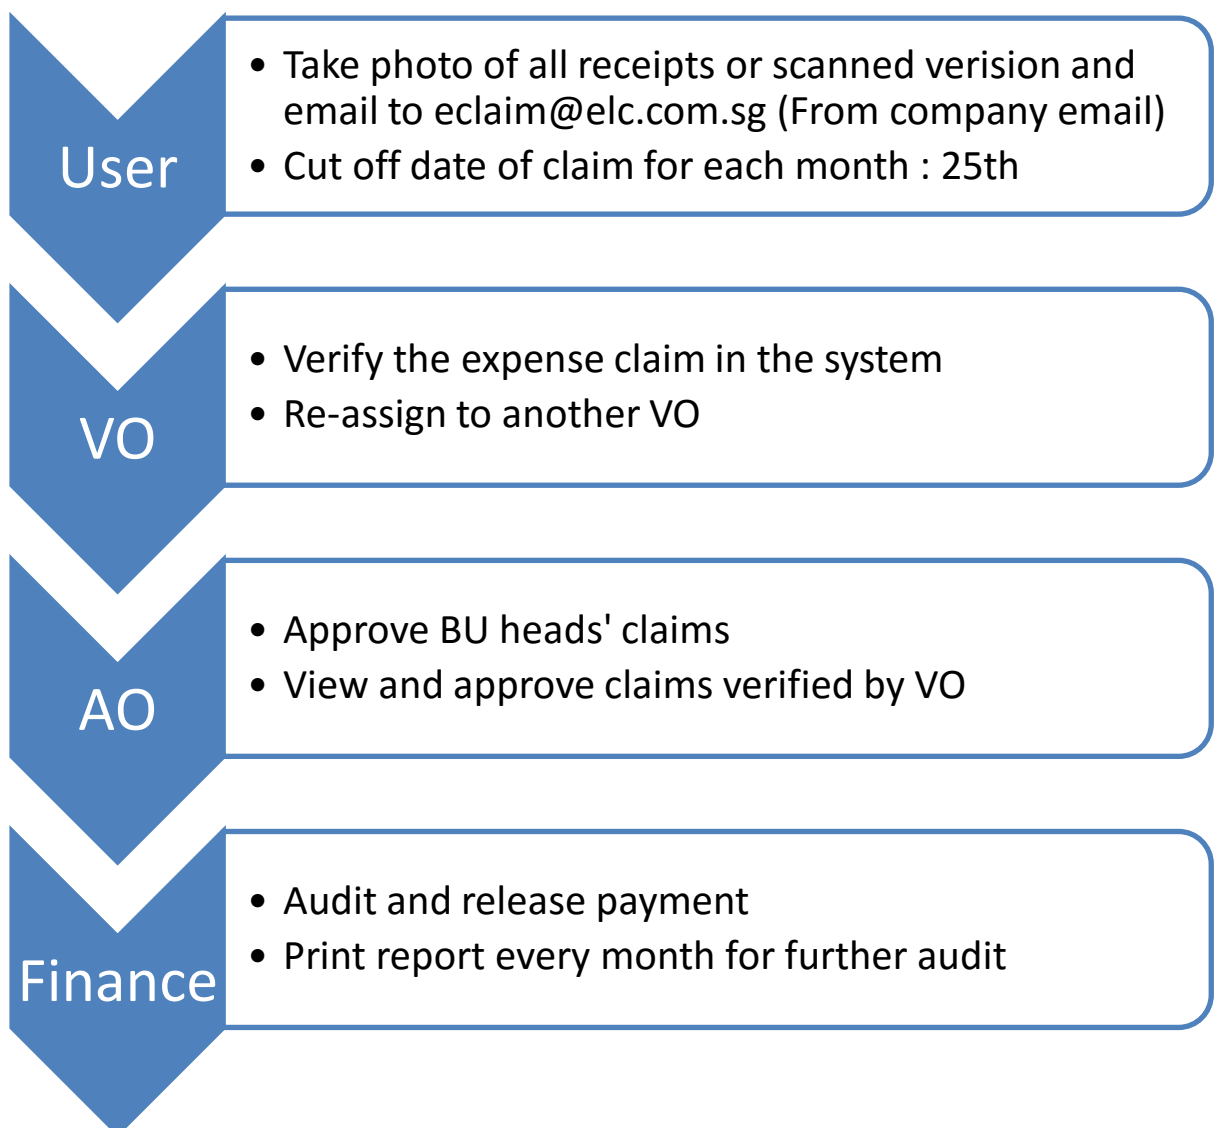 User
• Take photo of all receipts or scanned verision and
email to eclaim@elc.com.sg (From company email)
• Cut off date of claim for each month : 25th
VO
• Verify the expense claim in the system
• Re-assign to another VO
AO
• Approve BU heads' claims
• View and approve claims verified by VO
Finance
• Audit and release payment
• Print report every month for further audit